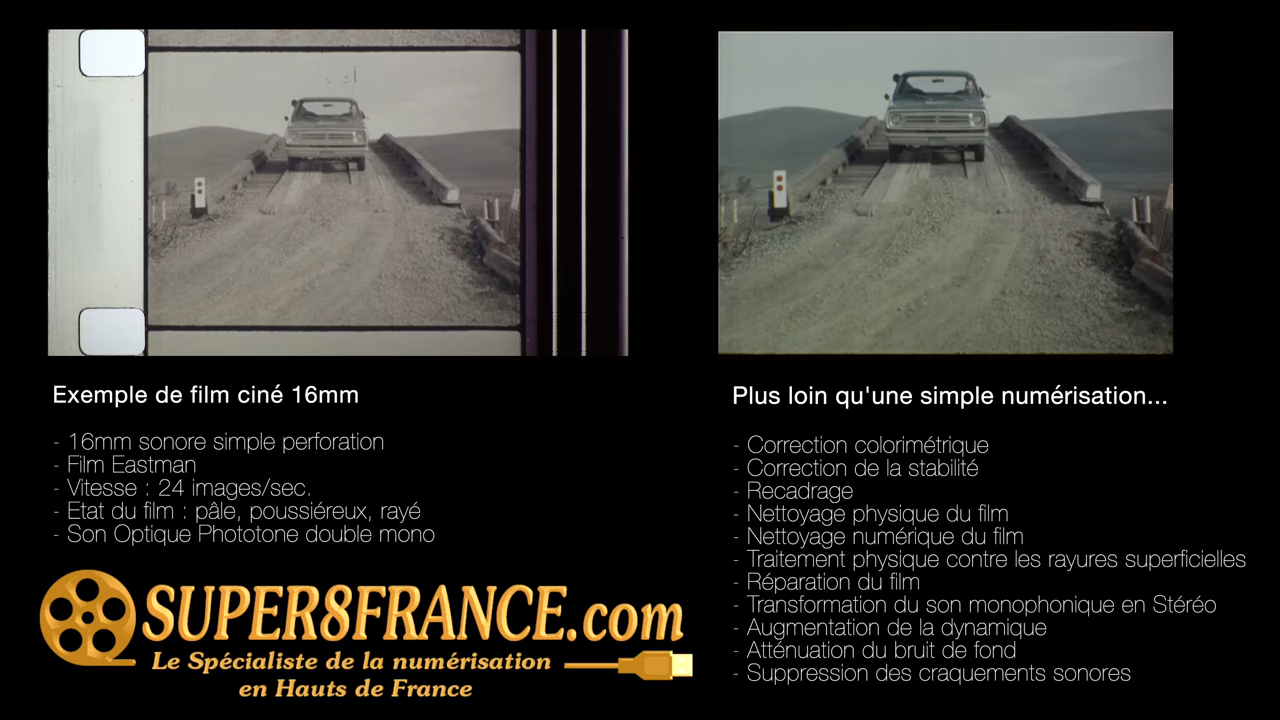 Exemple de film ciné 16mm
- 16mm sonore simple perforation
- Film Eastman
- Vitesse : 24 images/sec.
- Etat du film : pâle, poussiéreux, rayé
- Son Optique Phototone double mono
SUPER8FRANCE.com
Le Spécialiste de la numérisation
en Hauts de France
Plus loin qu'une simple numérisation...
- Correction colorimétrique
- Correction de la stabilité
- Recadrage
- Nettoyage physique du film
- Nettoyage numérique du film
- Traitement physique contre les rayures superficielles
- Réparation du film
- Transformation du son monophonique en Stéréo
- Augmentation de la dynamique
- Atténuation du bruit de fond
- Suppression des craquements sonores